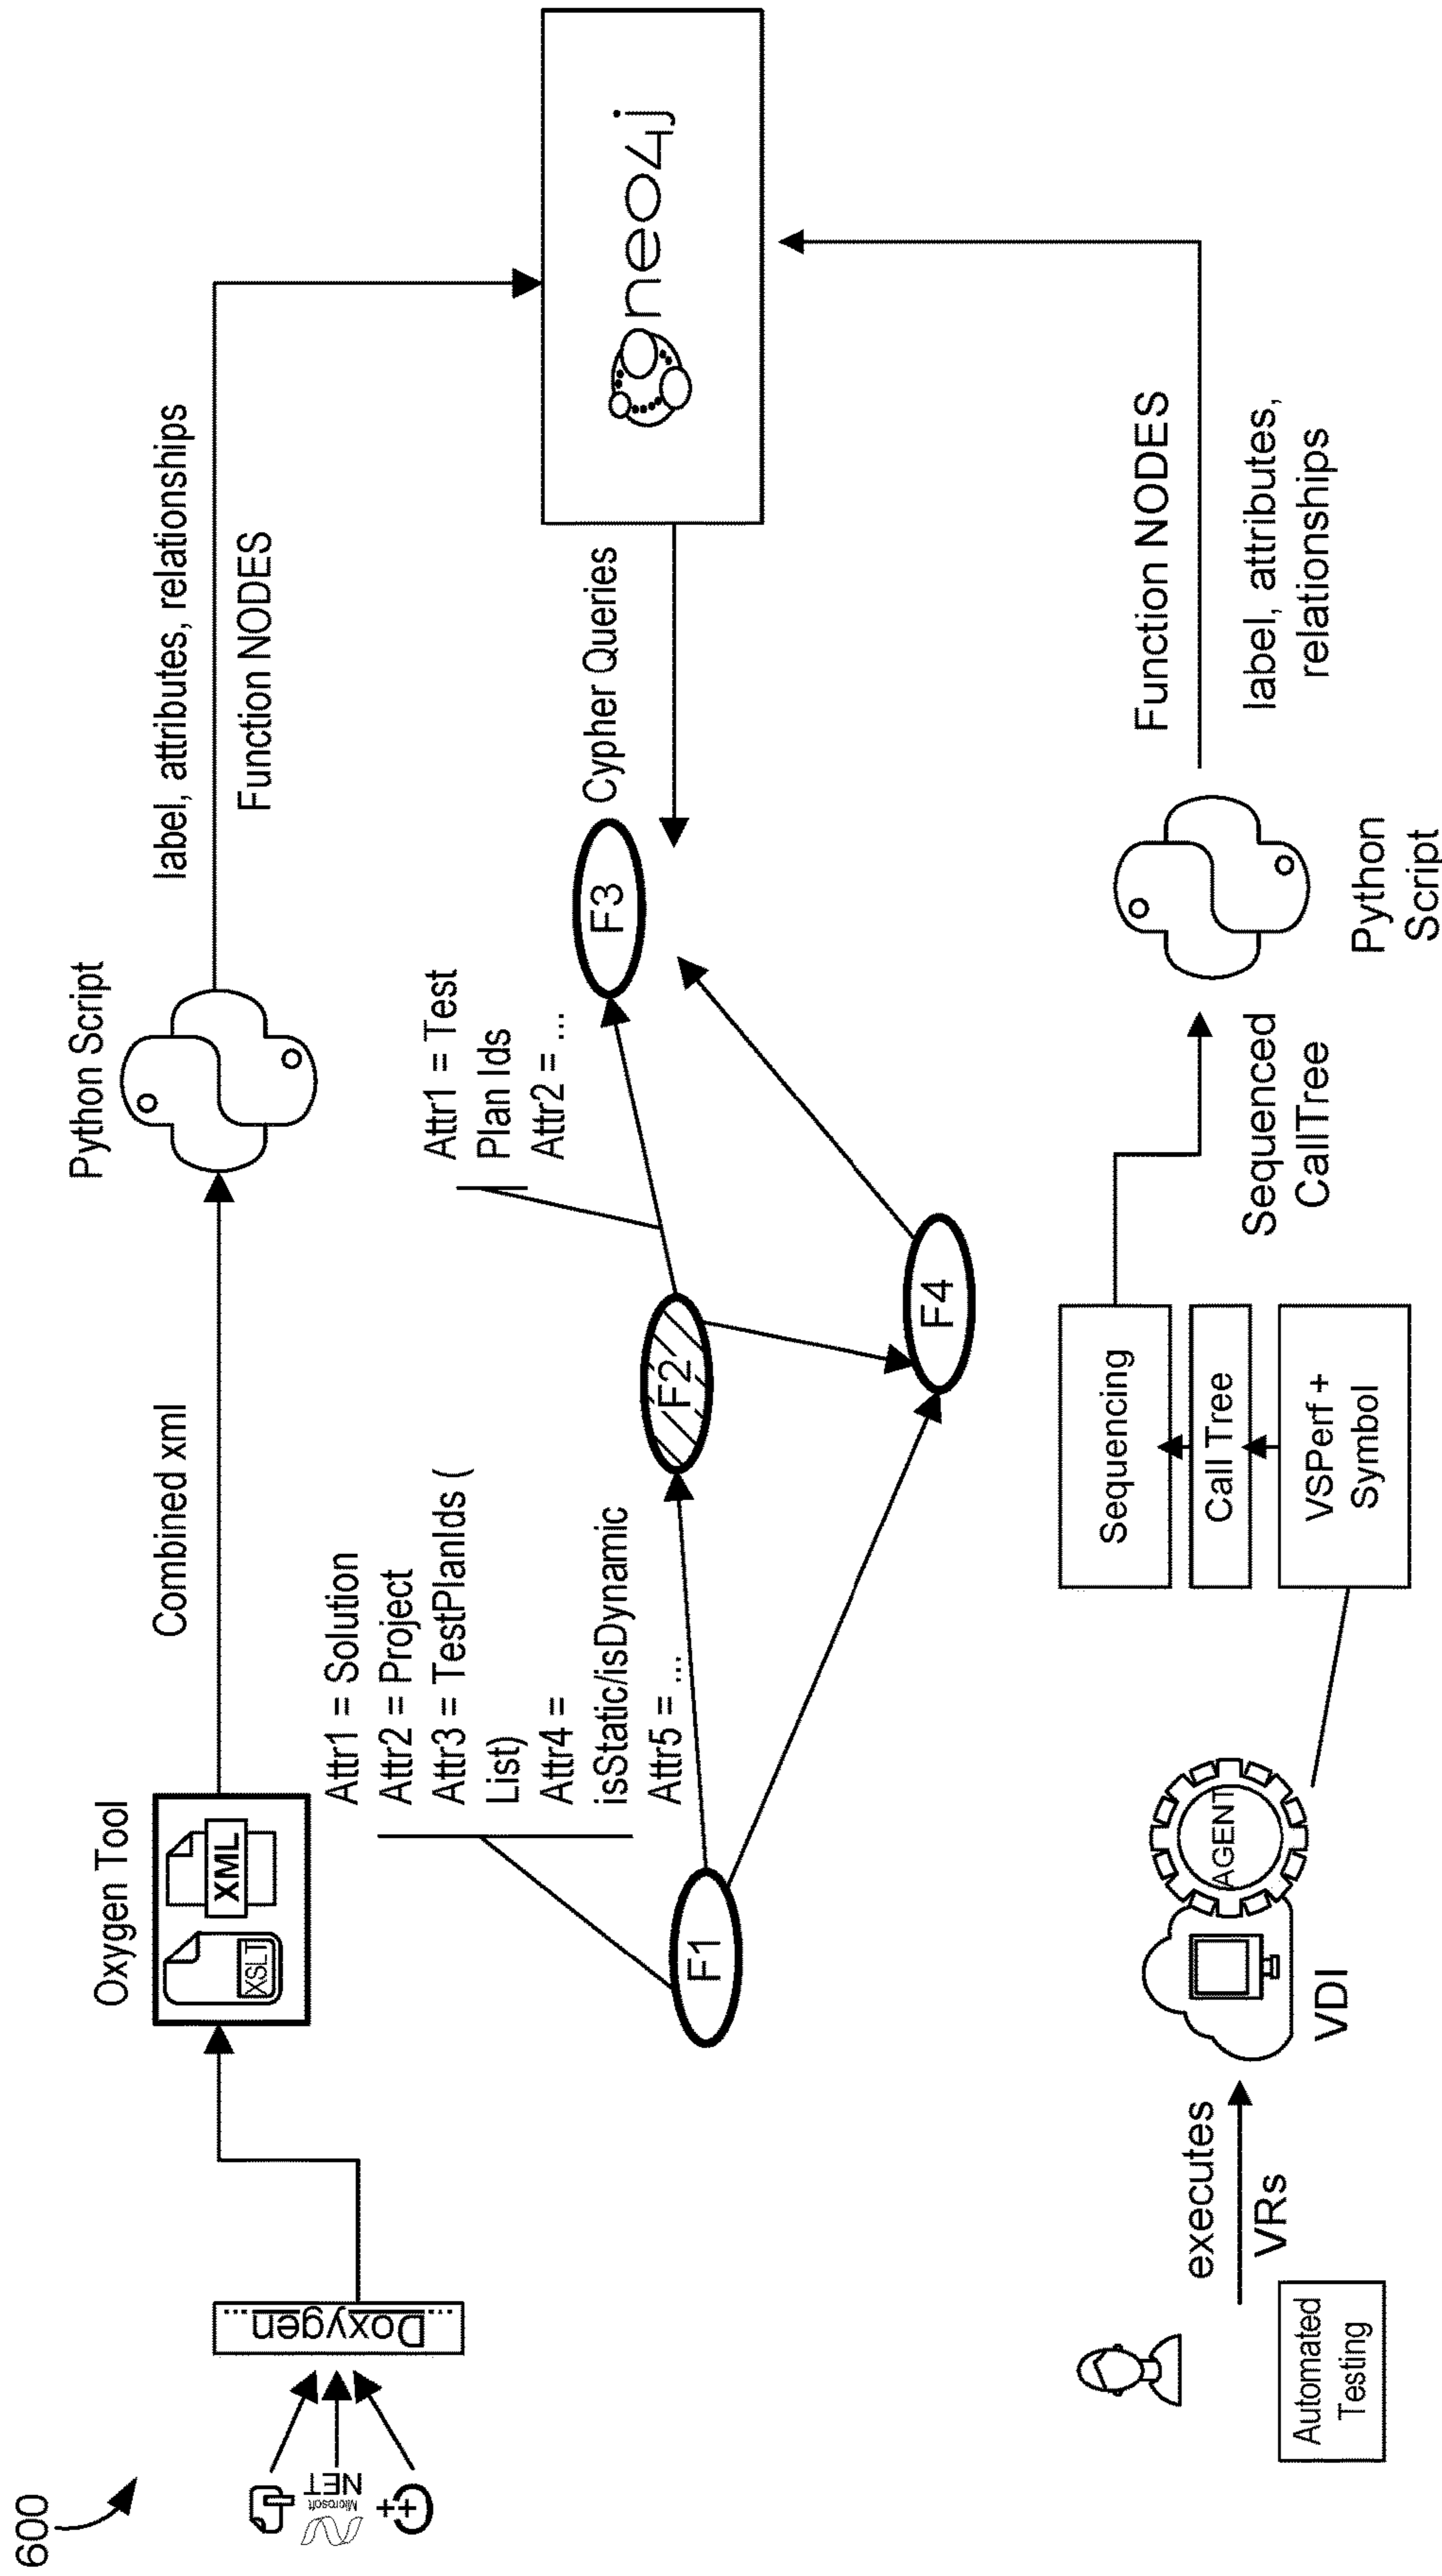 600
Microsoft
NET
C++
...Doxygen...
Oxygen Tool
XSLT
XML
Combined xml
Python Script
label, attributes, relationships
Function NODES
neo4j
Cypher Queries
Attr1 = Solution
Attr2 = Project
Attr3 = TestPlanIds (
List)
Attr4 =
isStatic/isDynamic
Attr5 = ...
Attr1 = Test
Plan Ids
Attr2 = ...
F1
F2
F3
F4
Automated
Testing
executes
VRs
AGENT
VDI
Sequencing
Call Tree
VSPerf +
Symbol
Sequenced
CallTree
Python
Script
Function NODES
label, attributes,
relationships